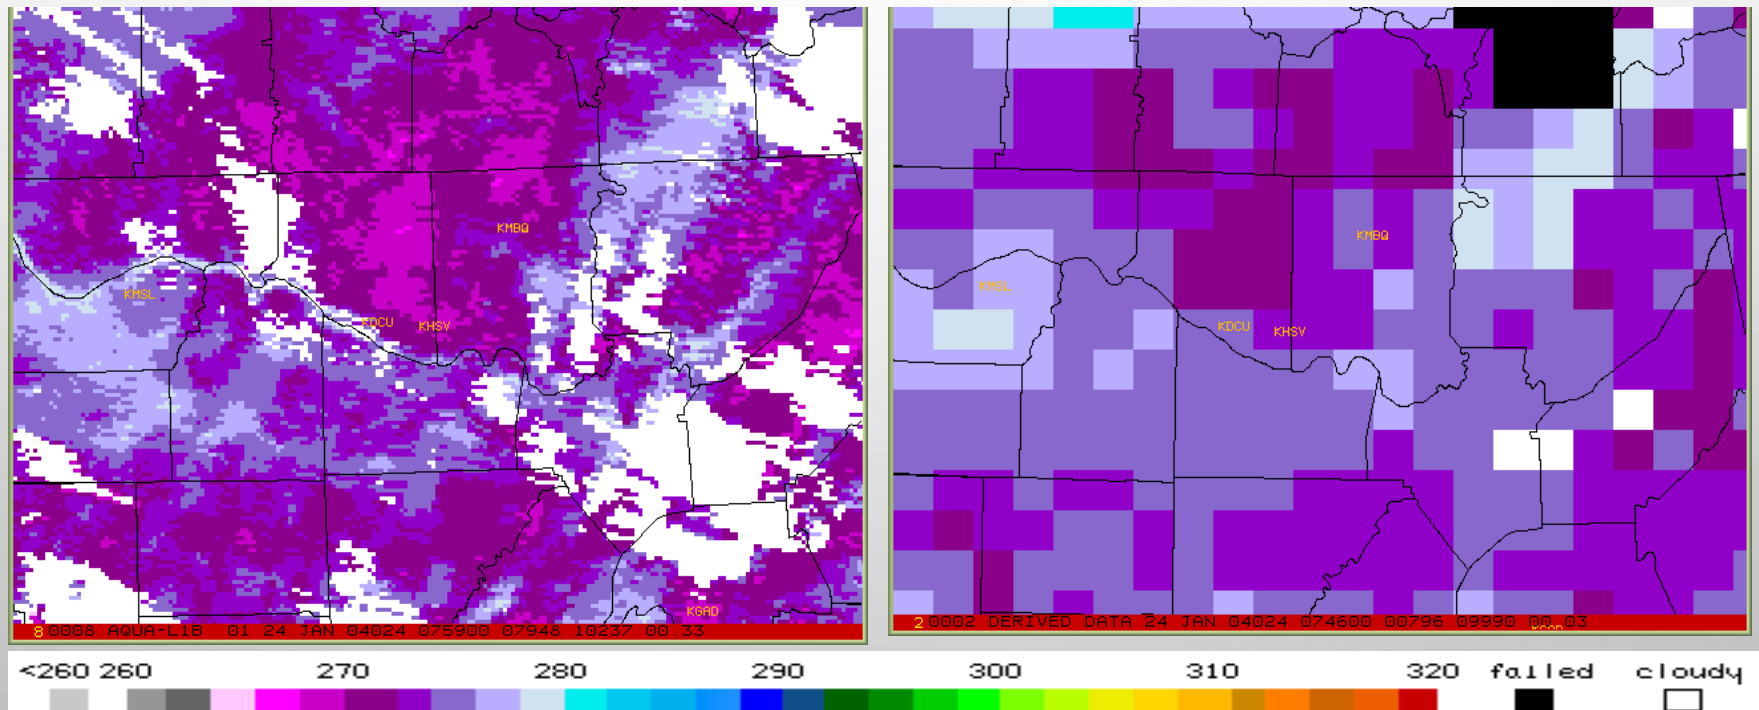 KMBQ
KMSL
KDCU KHSV
KGAD
8 0008 AQUA-L1B 01 24 JAN 04024 075900 07948 10237 00.33
KMBQ
KMSL
KDCU KHSV
2 0002 DERIVED DATA 24 JAN 04024 074600 00796 09990 00 03
<260 260 270 280 290 300 310 320 failed cloudy